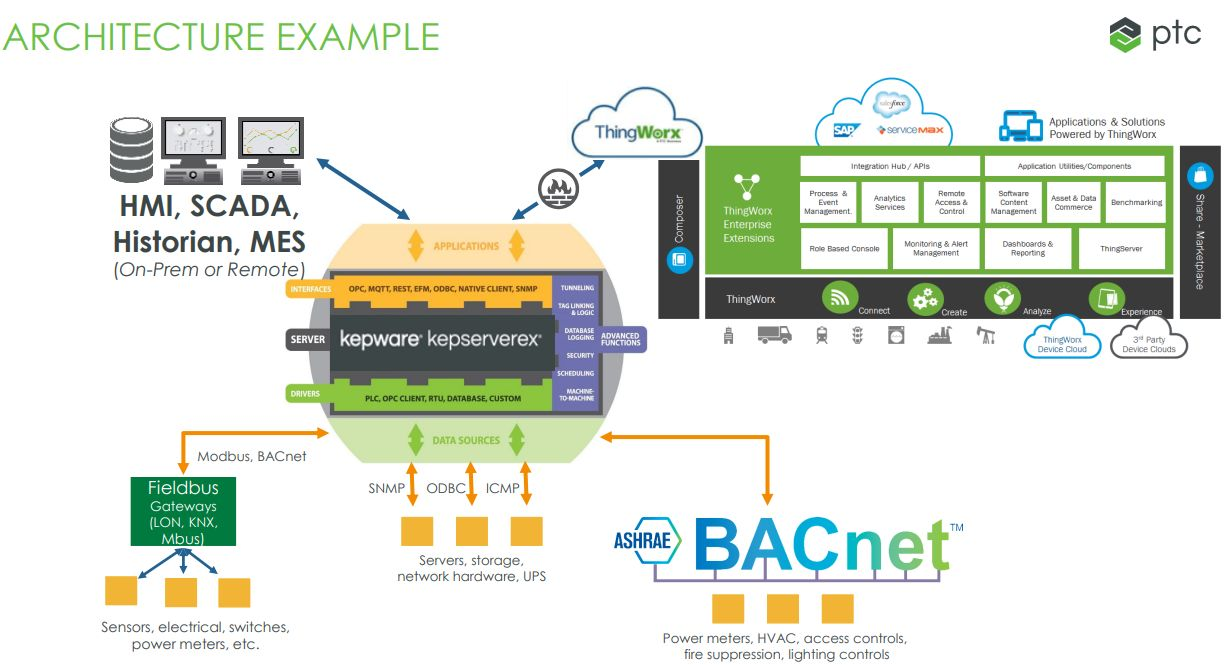 ARCHITECTURE EXAMPLE
ptc
HMI, SCADA,
Historian, MES
(On-Prem or Remote)
ThingWorx
salesforce
SAP
servicemax
Applications & Solutions
Powered by ThingWorx
Composer
ThingWorx
Enterprise
Extensions
Integration Hub / APIs
Application Utilities/Components
Process &
Event
Management.
Analytics
Services
Remote
Access &
Control
Software
Content
Management
Asset & Data
Commerce
Benchmarking
Role Based Console
Monitoring & Alert
Management
Dashboards &
Reporting
ThingServer
Share - Marketplace
ThingWorx
Connect
Create
Analyze
Experience
ThingWorx
Device Cloud
3rd Party
Device Clouds
APPLICATIONS
INTERFACES
OPC, MQTT, REST, EFM, ODBC, NATIVE CLIENT, SNMP
SERVER
kepware® kepserverex®
DRIVERS
PLC, OPC CLIENT, RTU, DATABASE, CUSTOM
TUNNELING
TAG LINKING
& LOGIC
DATABASE
LOGGING
SECURITY
SCHEDULING
MACHINE-
TO-MACHINE
ADVANCED
FUNCTIONS
DATA SOURCES
Modbus, BACnet
Fieldbus
Gateways
(LON, KNX,
Mbus)
Sensors, electrical, switches,
power meters, etc.
SNMP
ODBC
ICMP
Servers, storage,
network hardware, UPS
ASHRAE BACnet™
Power meters, HVAC, access controls,
fire suppression, lighting controls